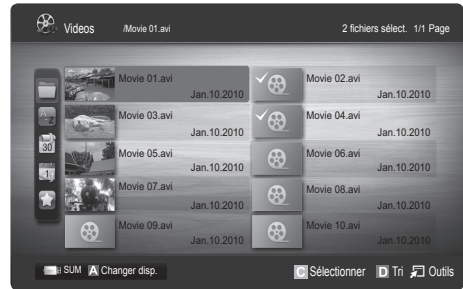 Videos /Movie 01.avi 2 fichiers sélect. 1/1 Page
Movie 01.avi Movie 02.avi
Jan.10.2010 Jan.10.2010
Movie 03.avi Movie 04.avi
Jan.10.2010 Jan.10.2010
Movie 05.avi Movie 06.avi
Jan.10.2010 Jan.10.2010
Movie 07.avi Movie 08.avi
Jan.10.2010 Jan.10.2010
Movie 09.avi Movie 10.avi
Jan.10.2010 Jan.10.2010
A Z
30
1
SUM A Changer disp. C Sélectionner D Tri Outils